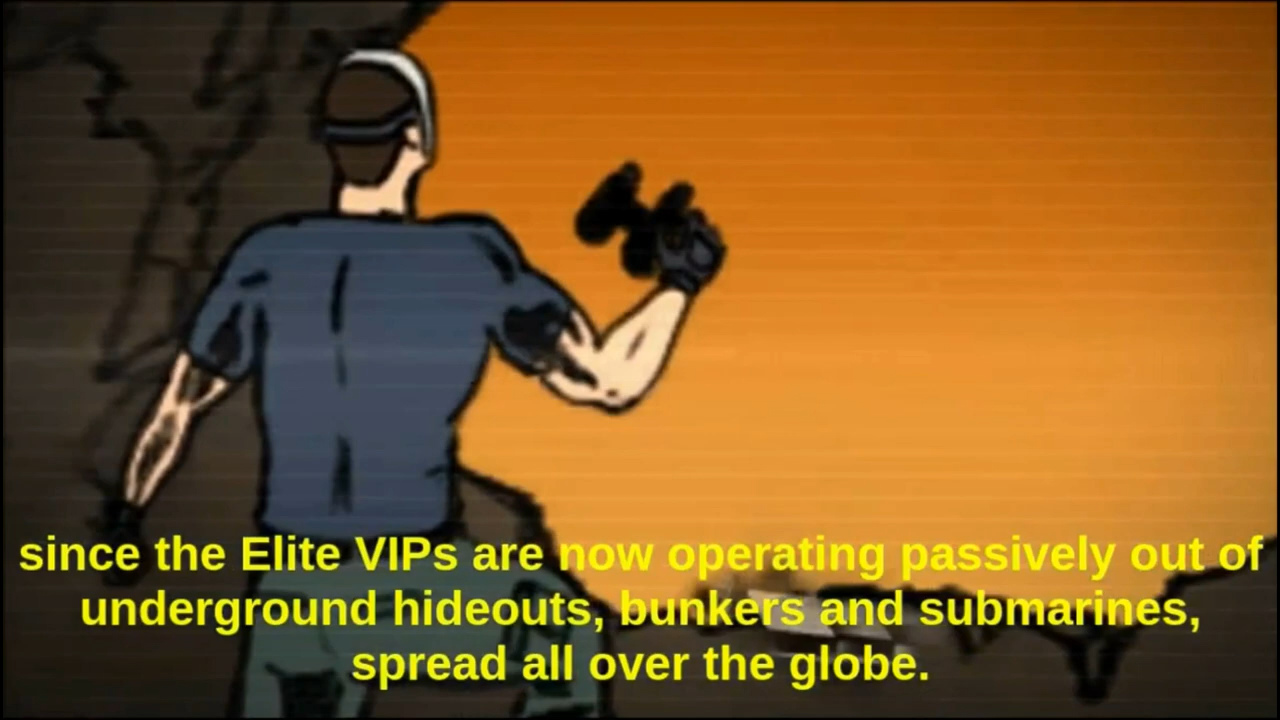 since the Elite VIPs are now operating passively out of
underground hideouts, bunkers and submarines,
spread all over the globe.